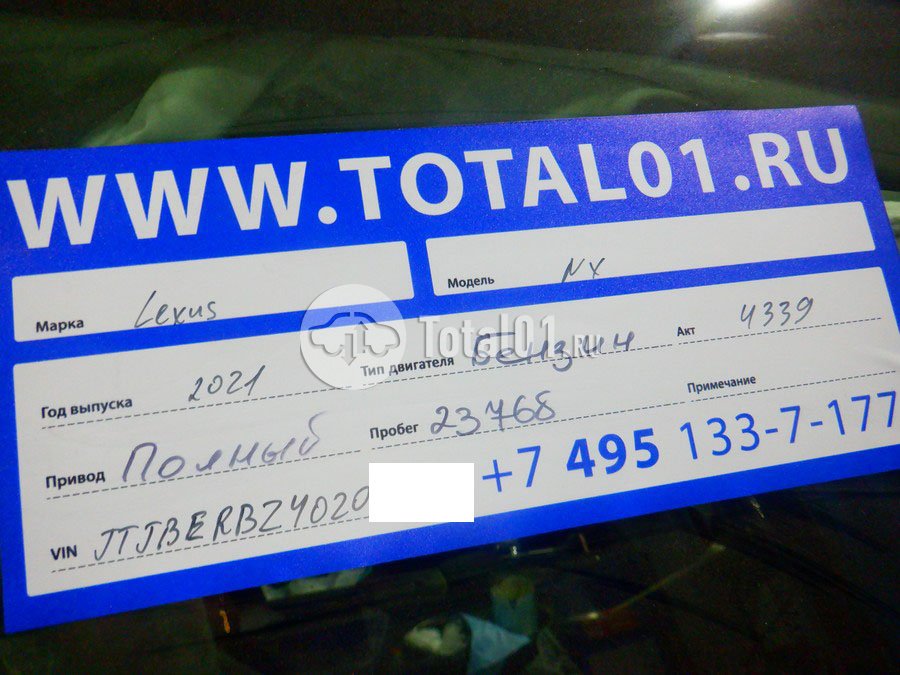 WWW.TOTAL01.RU
Марка Lexus Модель NX
Год выпуска 2021 Тип двигателя Бензин Акт 4339
Привод Полный Пробег 23768 Примечание
VIN JTJBERBZ4020 +7 495 133-7-177
Total01.RU